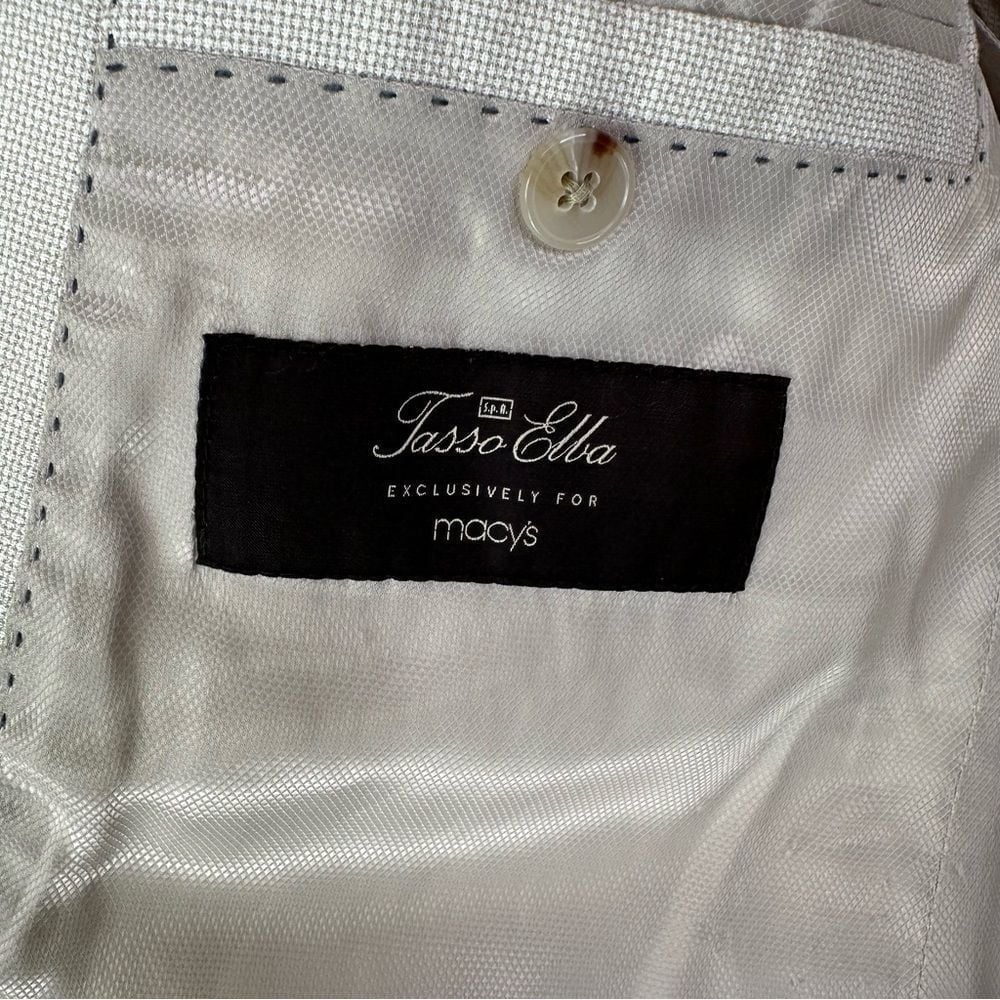 S.p.A.
Tasso Elba
EXCLUSIVELY FOR
macy's